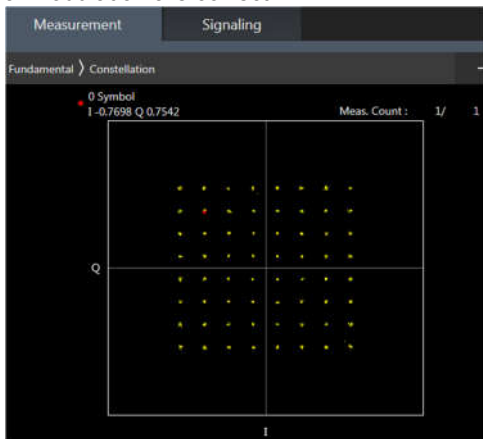 Measurement Signaling
Fundamental 〉 Constellation
0 Symbol
I -0.7698 Q 0.7542 Meas. Count : 1/ 1
Q
I